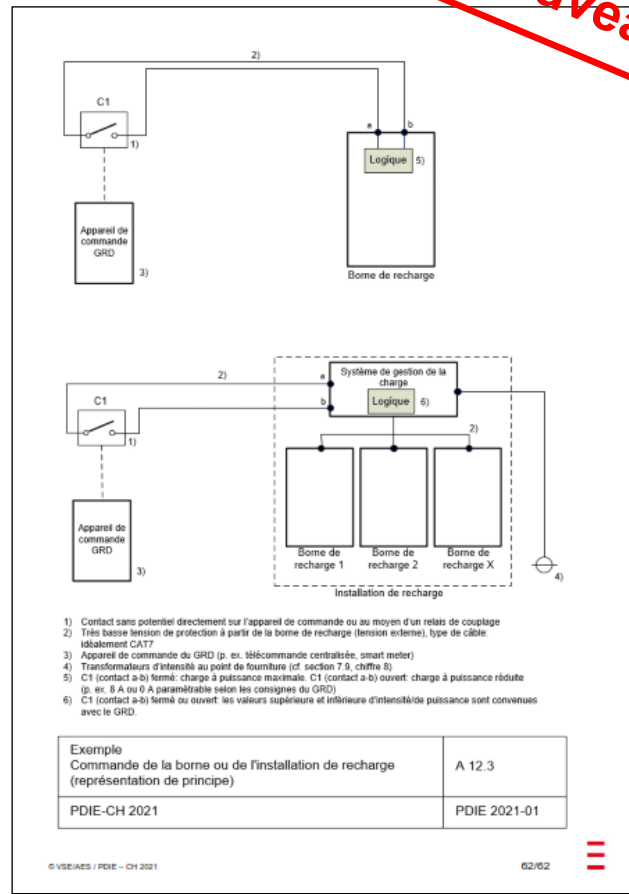 2)
C1
1)
a
b
Logique
5)
Appareil de
commande
GRD
3)
Borne de recharge
2)
a
Système de gestion de la
charge
C1
b
Logique
6)
1)
2)
Appareil de
commande
GRD
3)
Borne de
recharge 1
Borne de
recharge 2
Borne de
recharge X
4)
Installation de recharge
1) Contact sans potentiel directement sur l'appareil de commande ou au moyen d'un relais de couplage
2) Très basse tension de protection à partir de la borne de recharge (tension externe), type de câble:
idéalement CAT7
3) Appareil de commande du GRD (p. ex. télécommande centralisée, smart meter)
4) Transformateurs d'intensité au point de fourniture (cf. section 7.9, chiffre 8)
5) C1 (contact a-b) fermé: charge à puissance maximale. C1 (contact a-b) ouvert: charge à puissance réduite
(p. ex. 8 A ou 0 A paramétrable selon les consignes du GRD)
6) C1 (contact a-b) fermé ou ouvert: les valeurs supérieure et inférieure d'intensité/de puissance sont convenues
avec le GRD.
Exemple
Commande de la borne ou de l'installation de recharge
(représentation de principe)
A 12.3
PDIE-CH 2021
PDIE 2021-01
© VSE/AES / PDIE – CH 2021
62/62